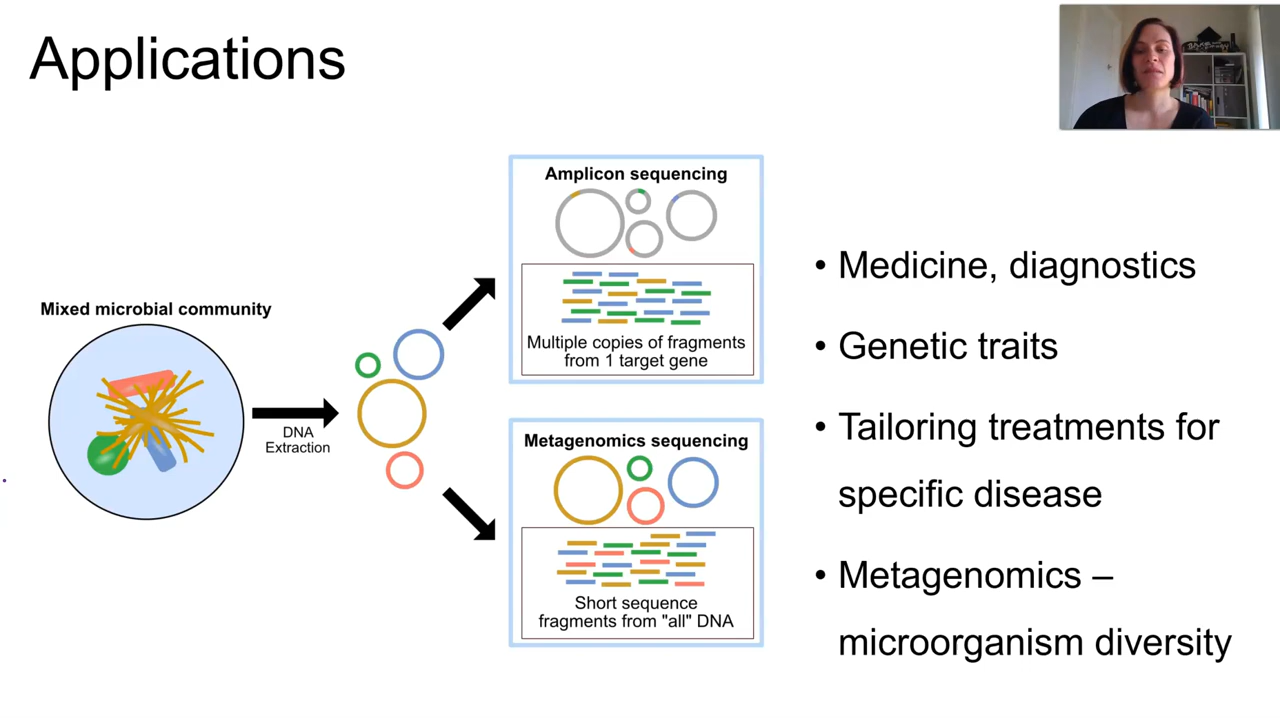 Applications
Mixed microbial community
DNA
Extraction
Amplicon sequencing
Multiple copies of fragments
from 1 target gene
Metagenomics sequencing
Short sequence
fragments from "all" DNA
• Medicine, diagnostics
• Genetic traits
• Tailoring treatments for
specific disease
• Metagenomics –
microorganism diversity